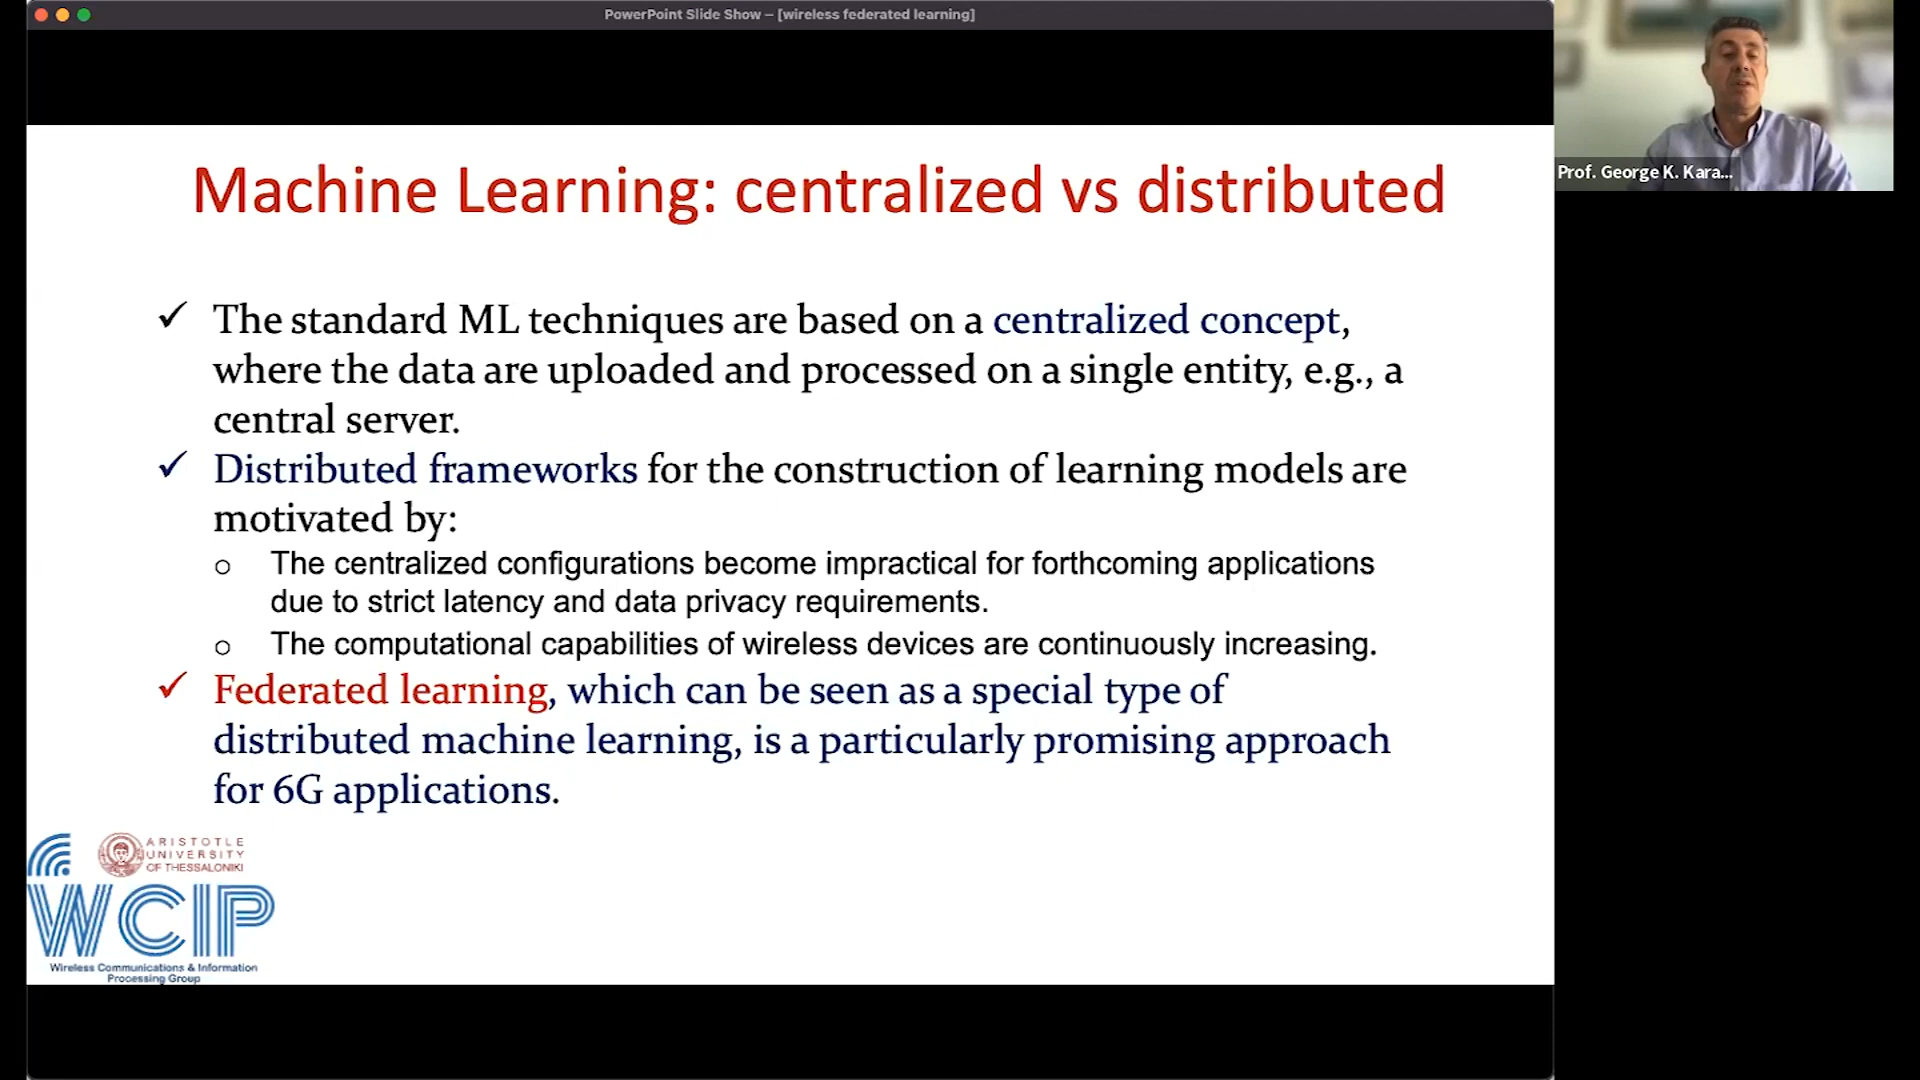 PowerPoint Slide Show – [wireless federated learning]
Prof. George K. Kara...
Machine Learning: centralized vs distributed
✓ The standard ML techniques are based on a centralized concept,
where the data are uploaded and processed on a single entity, e.g., a
central server.
✓ Distributed frameworks for the construction of learning models are
motivated by:
o The centralized configurations become impractical for forthcoming applications
due to strict latency and data privacy requirements.
o The computational capabilities of wireless devices are continuously increasing.
✓ Federated learning, which can be seen as a special type of
distributed machine learning, is a particularly promising approach
for 6G applications.
ARISTOTLE
UNIVERSITY
OF THESSALONIKI
WCIP
Wireless Communications & Information
Processing Group